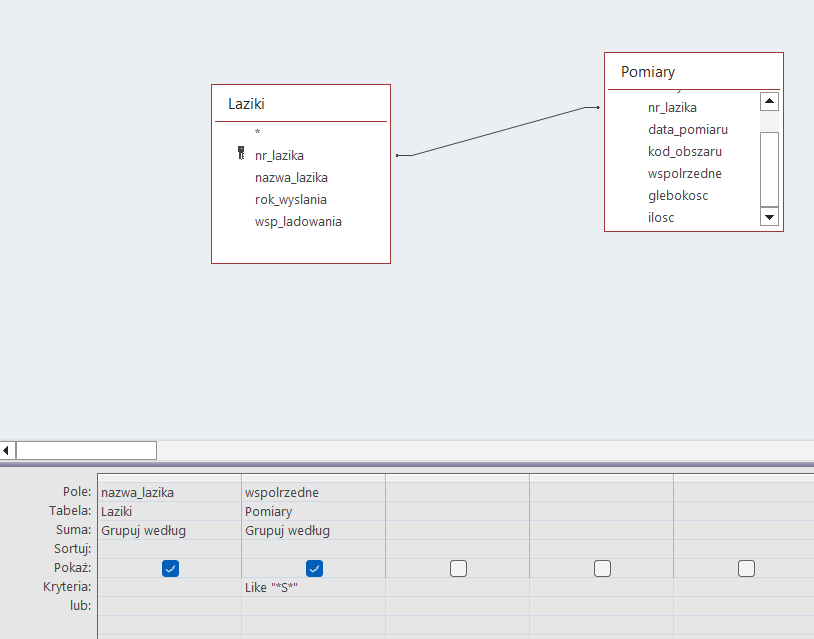 Laziki
*
nr_lazika
nazwa_lazika
rok_wyslania
wsp_ladowania
Pomiary
nr_lazika
data_pomiaru
kod_obszaru
wspolrzedne
glebokosc
ilosc
Pole: nazwa_lazika wspolrzedne
Tabela: Laziki Pomiary
Suma: Grupuj według Grupuj według
Sortuj:
Pokaż:
Kryteria: Like "*S*"
lub: